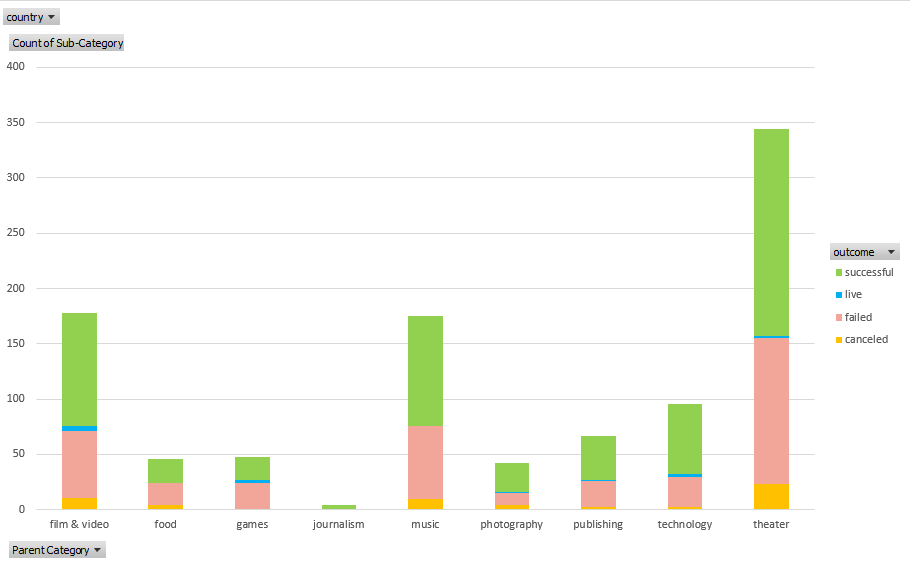 country
Count of Sub-Category
400
350
300
250
200
150
100
50
0
film & video food games journalism music photography publishing technology theater
outcome
successful
live
failed
canceled
Parent Category